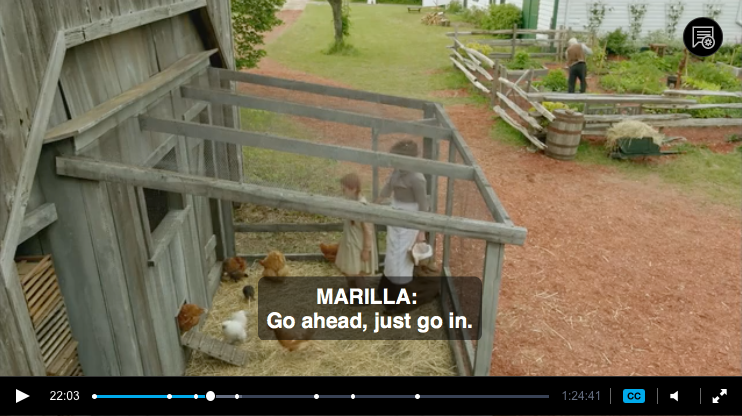 MARILLA:
Go ahead, just go in.
22:03
1:24:41
CC